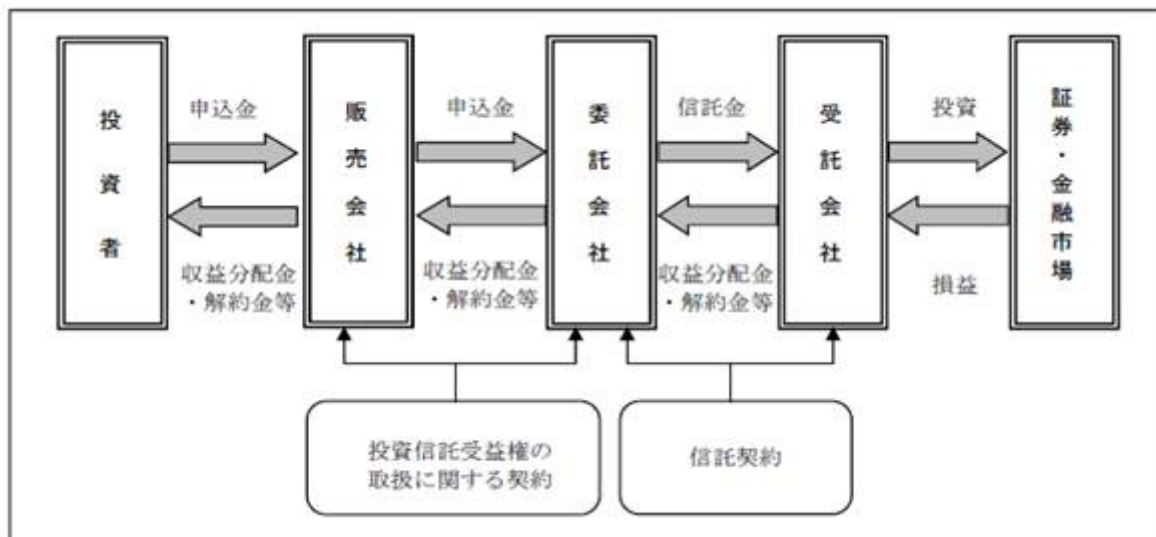 投資者
申込金
収益分配金
・解約金等
販売会社
申込金
収益分配金
・解約金等
委託会社
信託金
収益分配金
・解約金等
受託会社
投資
損益
証券・金融市場
投資信託受益権の
取扱に関する契約
信託契約